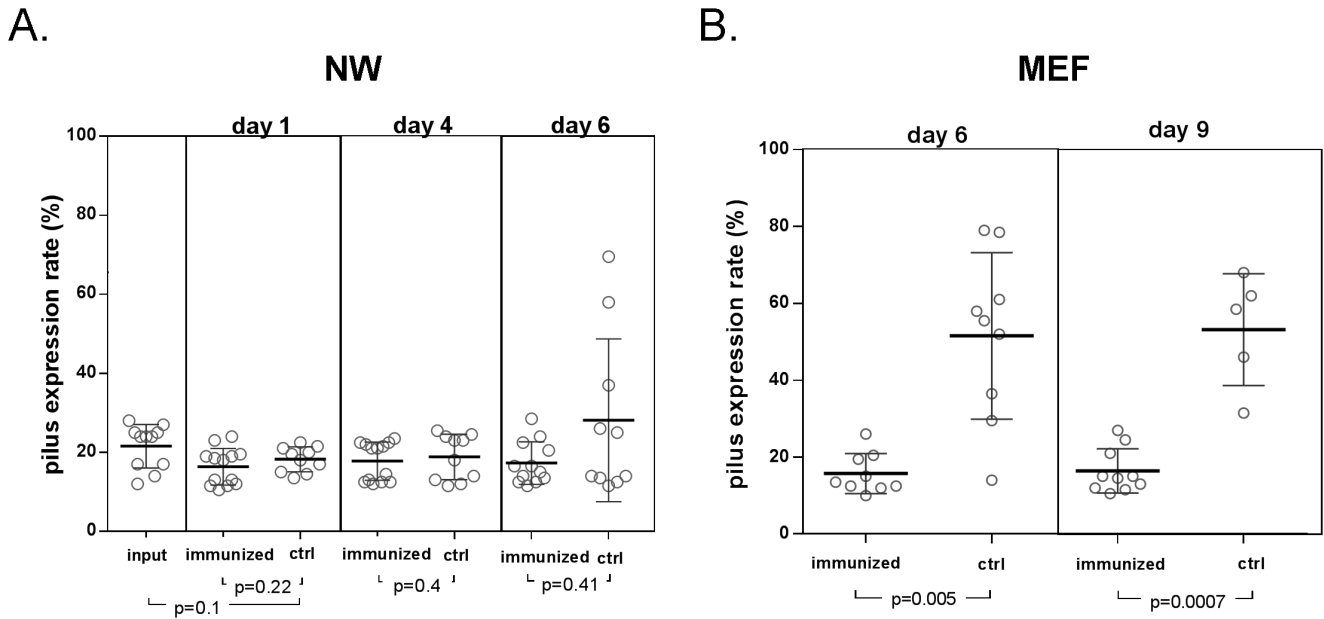 A.
NW
day 1 day 4 day 6
pilus expression rate (%)
100
80
60
40
20
0
input immunized ctrl immunized ctrl immunized ctrl
p=0.22 p=0.4 p=0.41
p=0.1
B.
MEF
day 6 day 9
pilus expression rate (%)
100
80
60
40
20
0
immunized ctrl immunized ctrl
p=0.005 p=0.0007